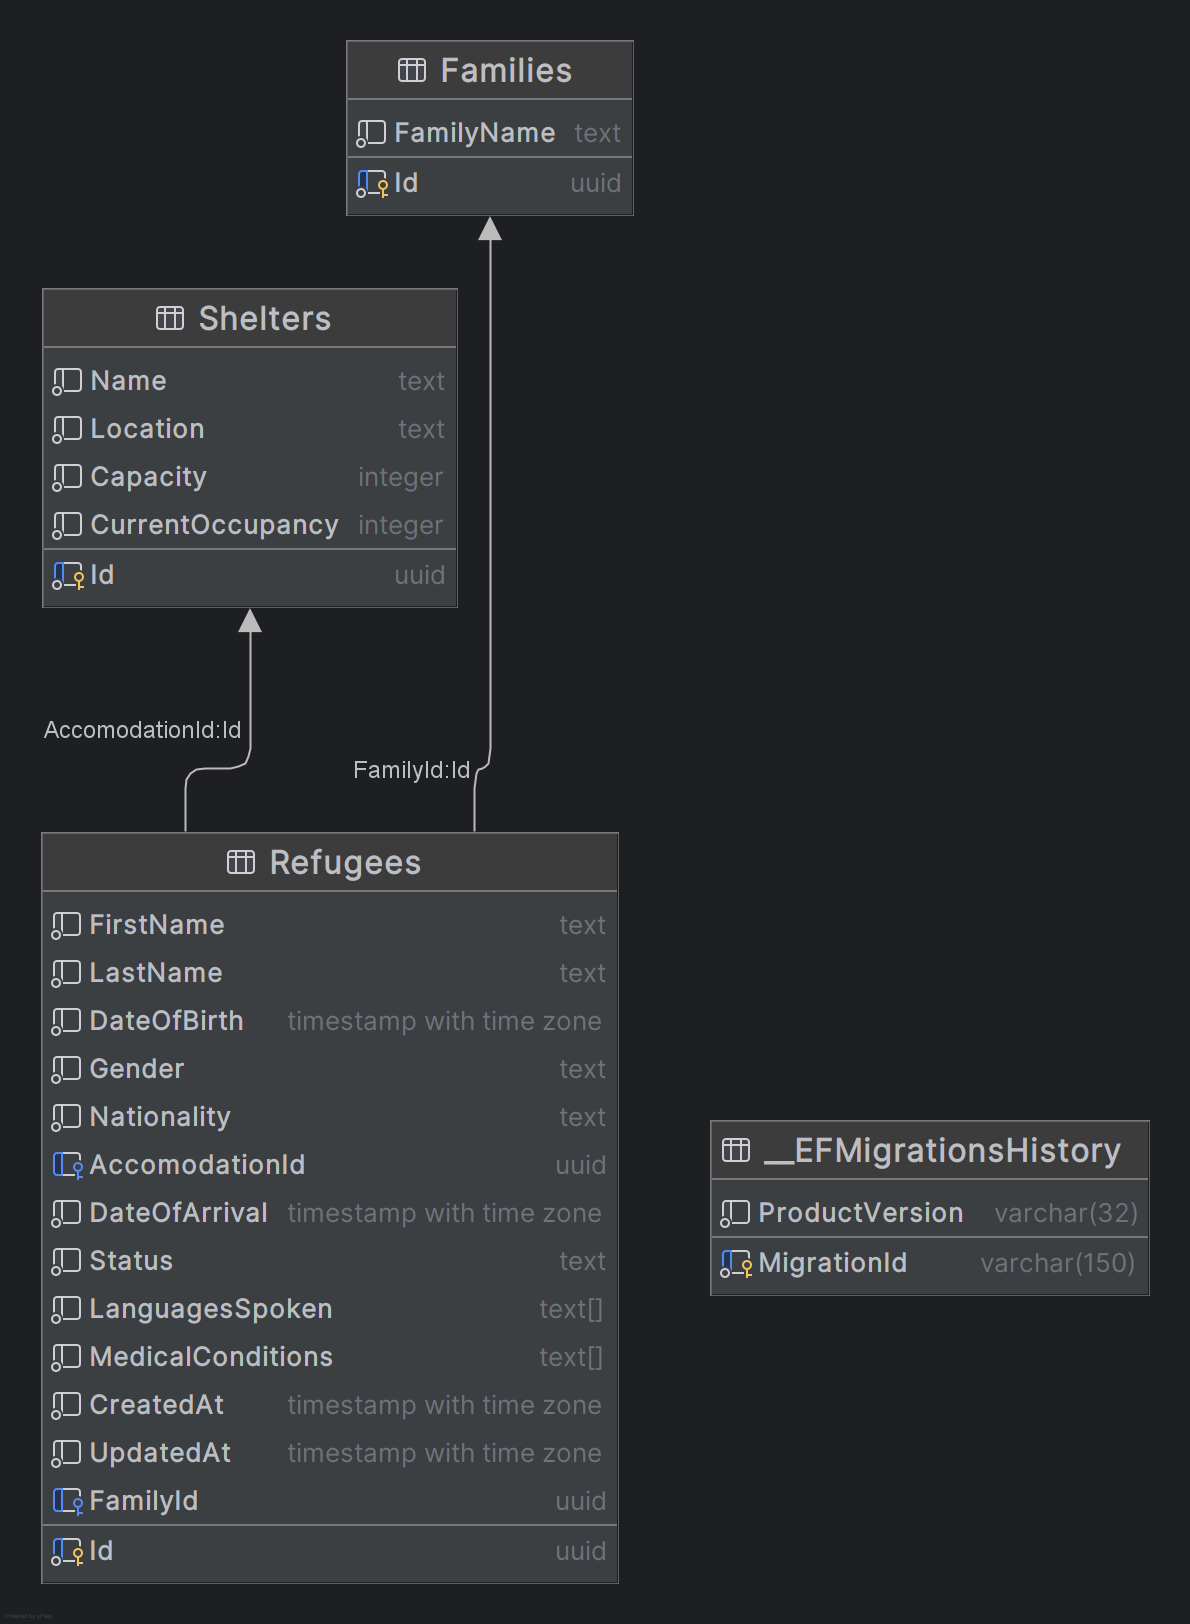 Families
FamilyName text
Id uuid
Shelters
Name text
Location text
Capacity integer
CurrentOccupancy integer
Id uuid
AccomodationId:Id
FamilyId:Id
Refugees
FirstName text
LastName text
DateOfBirth timestamp with time zone
Gender text
Nationality text
AccomodationId uuid
DateOfArrival timestamp with time zone
Status text
LanguagesSpoken text[]
MedicalConditions text[]
CreatedAt timestamp with time zone
UpdatedAt timestamp with time zone
FamilyId uuid
Id uuid
__EFMigrationsHistory
ProductVersion varchar(32)
MigrationId varchar(150)
Powered by yFiles